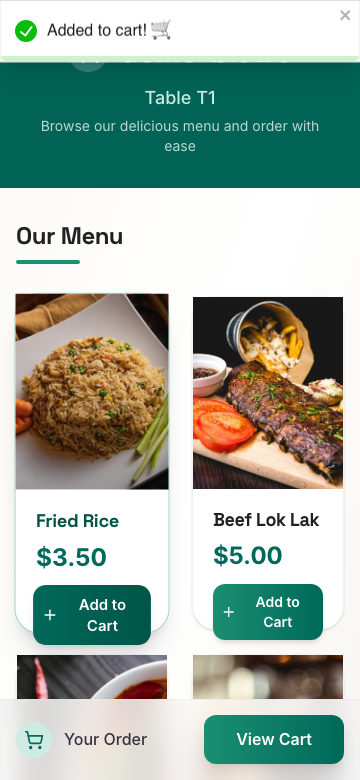 Added to cart! 🛒
Table T1
Browse our delicious menu and order with
ease
Our Menu
Fried Rice
$3.50
+ Add to
Cart
Beef Lok Lak
$5.00
+ Add to
Cart
Your Order
View Cart